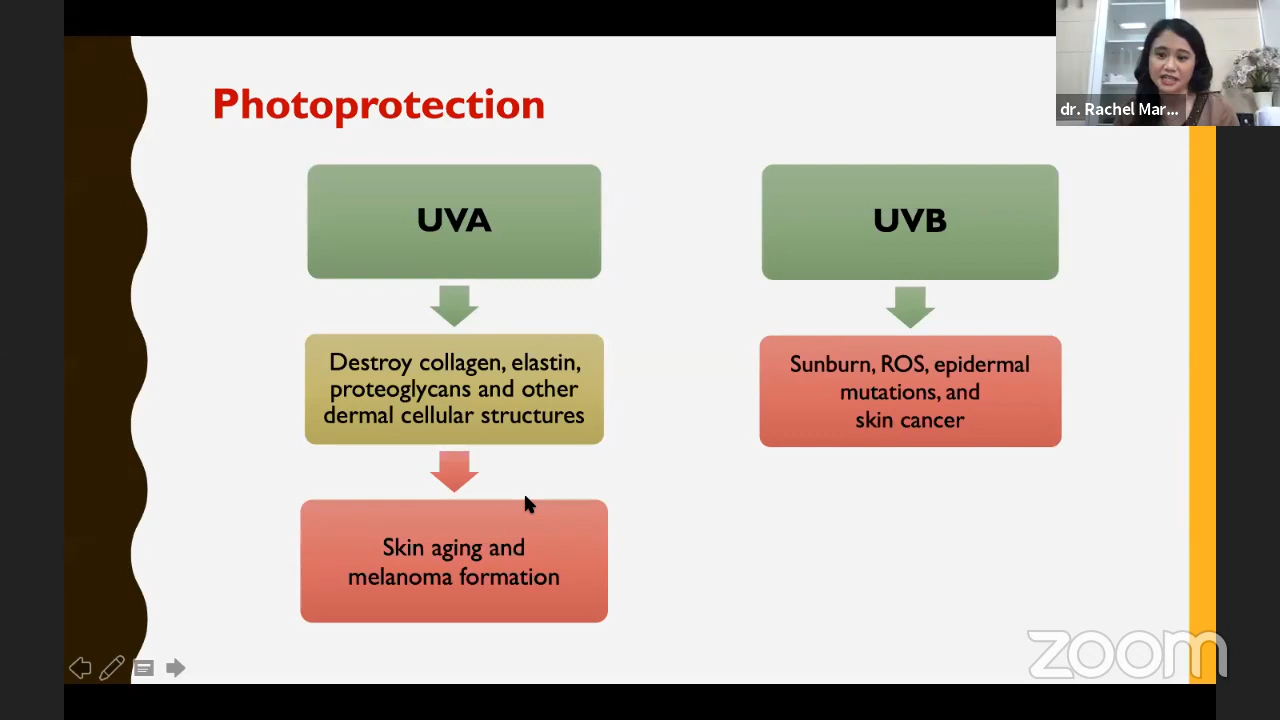 Photoprotection
dr. Rachel Mar...
UVA
UVB
Destroy collagen, elastin,
proteoglycans and other
dermal cellular structures
Sunburn, ROS, epidermal
mutations, and
skin cancer
Skin aging and
melanoma formation
zoom